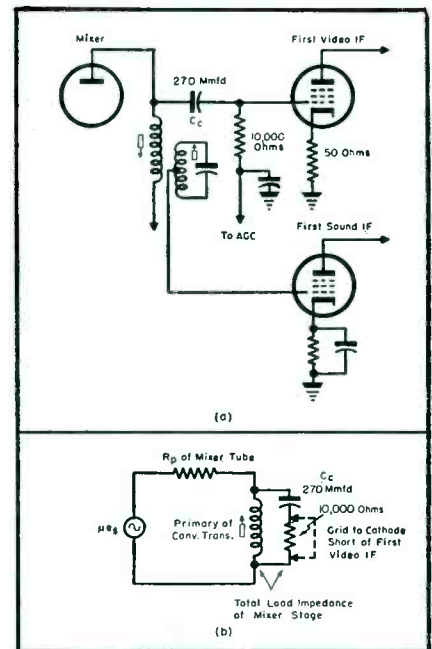 Mixer
First Video IF
270 Mmfd
Cc
10,000
Ohms
50 Ohms
To AGC
First Sound IF
(a)
Rp of Mixer Tube
Cc
270 Mmfd
10,000 Ohms
μes
Primary of
Conv. Trans.
Grid to Cathode
Short of First
Video IF
Total Load Impedance
of Mixer Stage
(b)